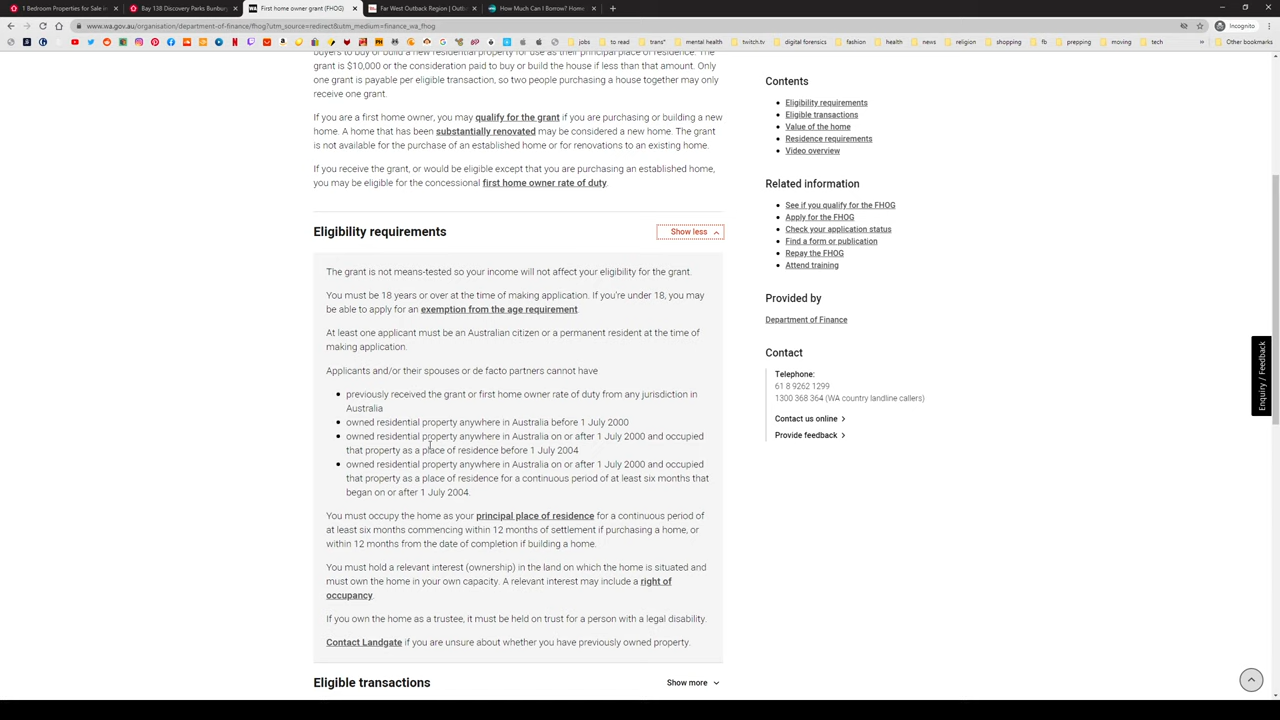 1 Bedroom Properties for Sale in
Bay 138 Discovery Parks Bunbur
First home owner grant (FHOG)
Far West Outback Region | Outb
How Much Can I Borrow? Home
www.wa.gov.au/organisation/department-of-finance/fhog?utm_source=redirect&utm_medium=finance_wa_fhog
Incognito
jobs
to read
trans*
mental health
twitch.tv
digital forensics
fashion
health
news
religion
shopping
fb
prepping
moving
tech
Other bookmarks
buyers to buy or build a new residential property for use as their principal place of residence. The
grant is $10,000 or the consideration paid to buy or build the house if less than that amount. Only
one grant is payable per eligible transaction, so two people purchasing a house together may only
receive one grant.
If you are a first home owner, you may qualify for the grant if you are purchasing or building a new
home. A home that has been substantially renovated may be considered a new home. The grant
is not available for the purchase of an established home or for renovations to an existing home.
If you receive the grant, or would be eligible except that you are purchasing an established home,
you may be eligible for the concessional first home owner rate of duty.
Eligibility requirements
Show less
The grant is not means-tested so your income will not affect your eligibility for the grant.
You must be 18 years or over at the time of making application. If you're under 18, you may
be able to apply for an exemption from the age requirement.
At least one applicant must be an Australian citizen or a permanent resident at the time of
making application.
Applicants and/or their spouses or de facto partners cannot have
previously received the grant or first home owner rate of duty from any jurisdiction in
Australia
owned residential property anywhere in Australia before 1 July 2000
owned residential property anywhere in Australia on or after 1 July 2000 and occupied
that property as a place of residence before 1 July 2004
owned residential property anywhere in Australia on or after 1 July 2000 and occupied
that property as a place of residence for a continuous period of at least six months that
began on or after 1 July 2004.
You must occupy the home as your principal place of residence for a continuous period of
at least six months commencing within 12 months of settlement if purchasing a home, or
within 12 months from the date of completion if building a home.
You must hold a relevant interest (ownership) in the land on which the home is situated and
must own the home in your own capacity. A relevant interest may include a right of
occupancy.
If you own the home as a trustee, it must be held on trust for a person with a legal disability.
Contact Landgate if you are unsure about whether you have previously owned property.
Eligible transactions
Show more
Contents
Eligibility requirements
Eligible transactions
Value of the home
Residence requirements
Video overview
Related information
See if you qualify for the FHOG
Apply for the FHOG
Check your application status
Find a form or publication
Repay the FHOG
Attend training
Provided by
Department of Finance
Contact
Telephone:
61 8 9262 1299
1300 368 364 (WA country landline callers)
Contact us online
Provide feedback
Enquiry / Feedback